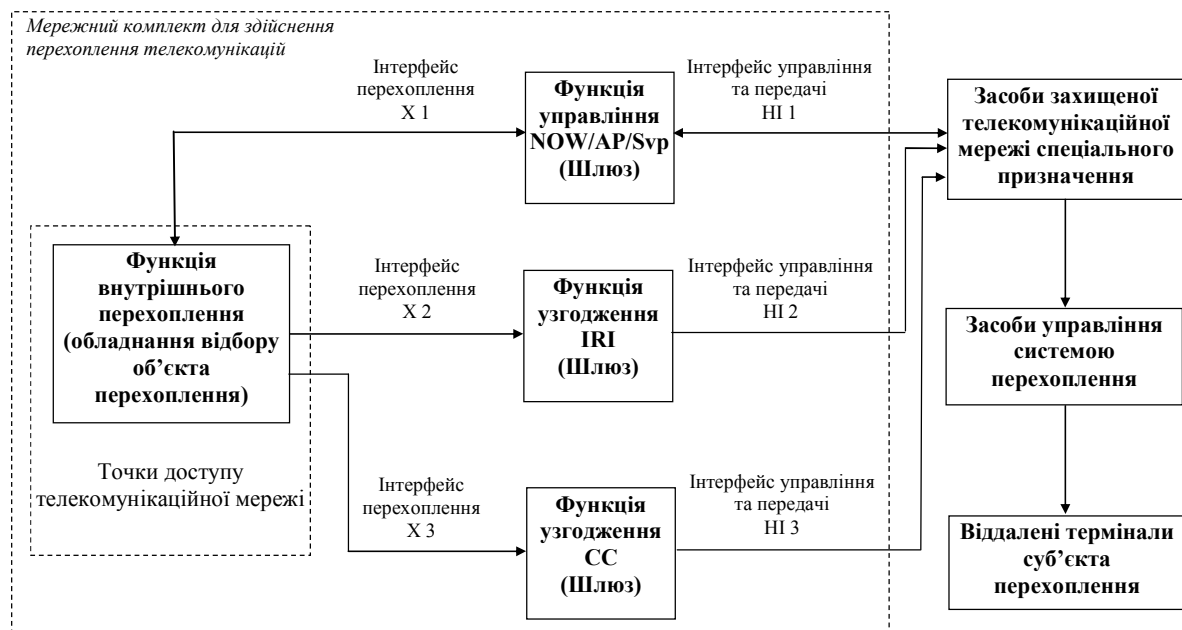 Мережний комплект для здійснення
перехоплення телекомунікацій
Інтерфейс
перехоплення
X 1
Функція
управління
NOW/AP/Svp
(Шлюз)
Інтерфейс управління
та передачі
HI 1
Засоби захищеної
телекомунікаційної
мережі спеціального
призначення
Функція
внутрішнього
перехоплення
(обладнання відбору
об’єкта
перехоплення)
Інтерфейс
перехоплення
X 2
Функція
узгодження
IRI
(Шлюз)
Інтерфейс управління
та передачі
HI 2
Засоби управління
системою
перехоплення
Точки доступу
телекомунікаційної мережі
Інтерфейс
перехоплення
X 3
Функція
узгодження
CC
(Шлюз)
Інтерфейс управління
та передачі
HI 3
Віддалені термінали
суб’єкта
перехоплення